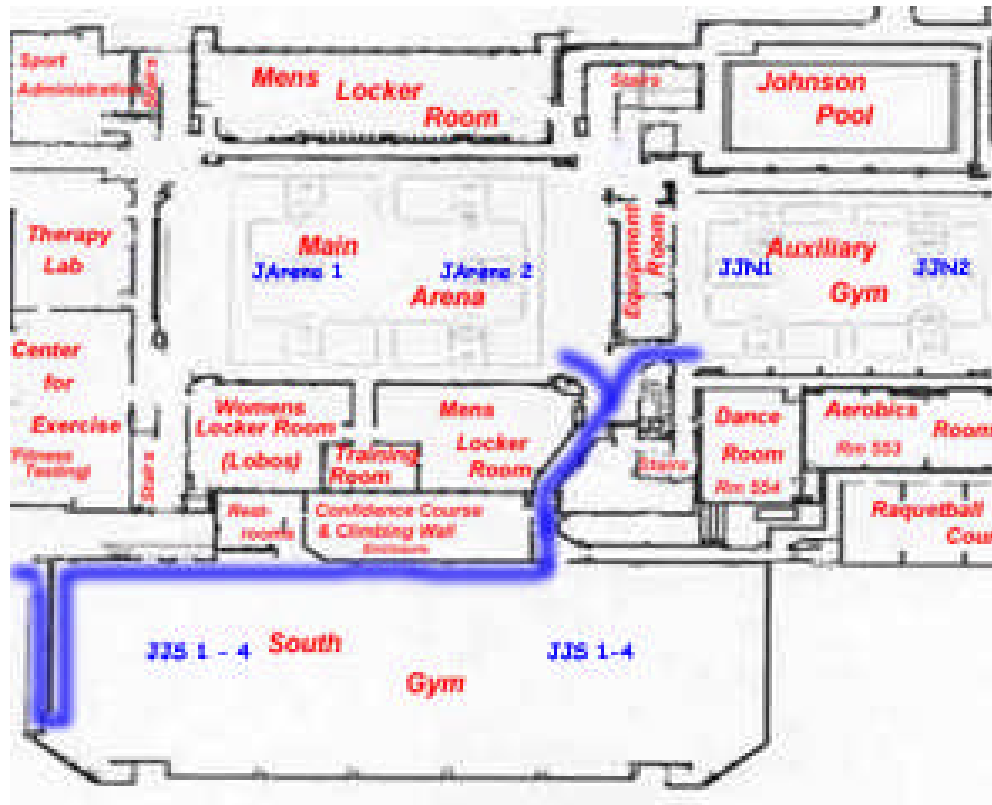 Sport
Administration
Stairs
Mens
Locker
Room
Stairs
Johnson
Pool
Therapy
Lab
Main
JArena 1
JArena 2
Arena
Equipment
Room
Auxiliary
JJN1
JJN2
Gym
Center
for
Exercise
(Fitness
Testing)
Stairs
Womens
Locker Room
(Lobos)
Training
Room
Mens
Locker
Room
Stairs
Dance
Room
Rm 554
Aerobics
Room
Rm 553
Rest-
rooms
Confidence Course
& Climbing Wall
Enclosure
Raquetball
Cour
JJS 1 - 4
South
JJS 1-4
Gym